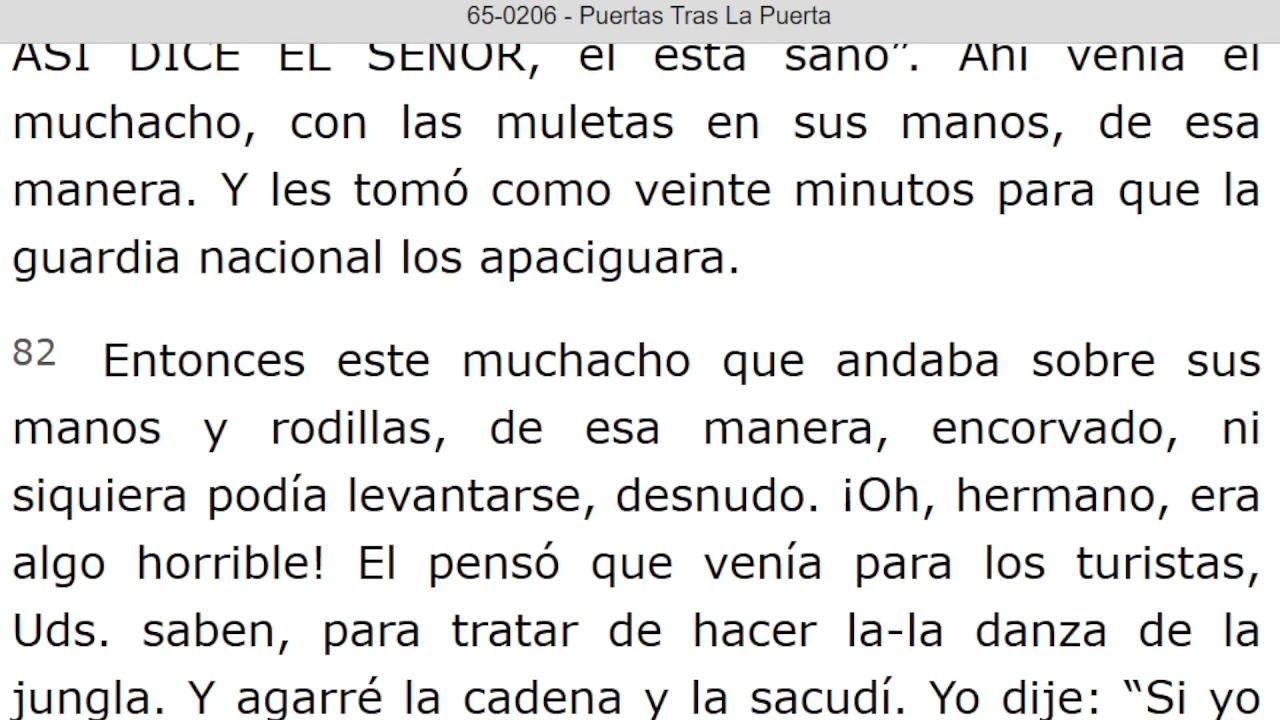 65-0206 - Puertas Tras La Puerta
ASÍ DICE EL SEÑOR, él está sano”. Ahí venía el
muchacho, con las muletas en sus manos, de esa
manera. Y les tomó como veinte minutos para que la
guardia nacional los apaciguara.
82 Entonces este muchacho que andaba sobre sus
manos y rodillas, de esa manera, encorvado, ni
siquiera podía levantarse, desnudo. ¡Oh, hermano, era
algo horrible! El pensó que venía para los turistas,
Uds. saben, para tratar de hacer la-la danza de la
jungla. Y agarré la cadena y la sacudí. Yo dije: “Si yo